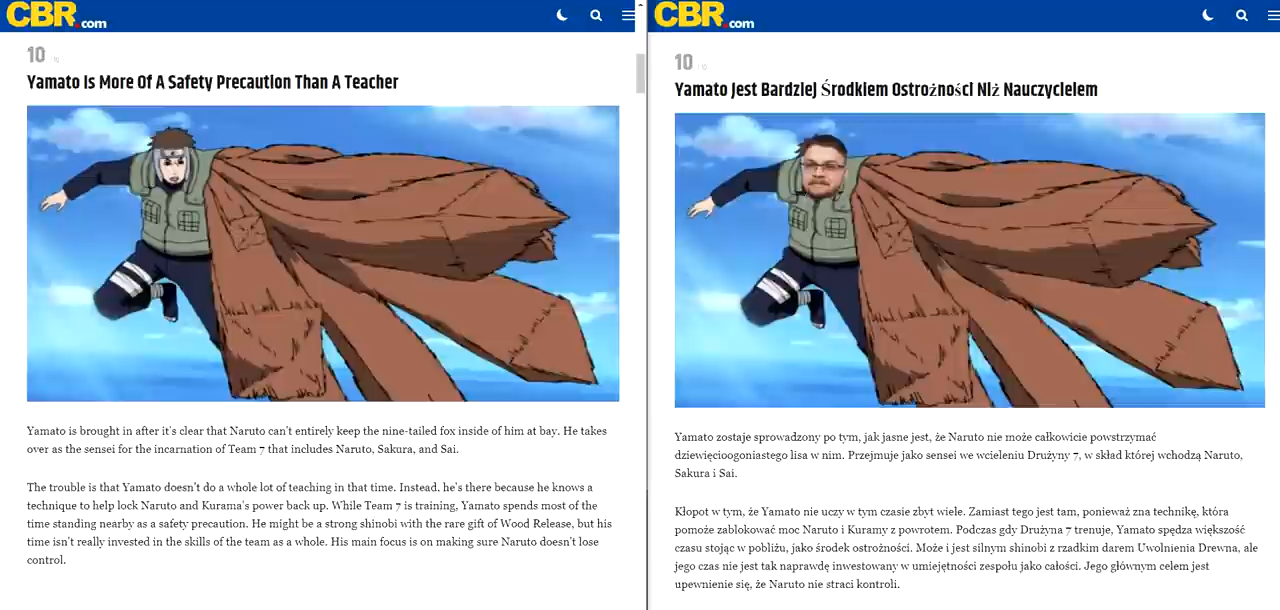 CBR.com
10
Yamato Is More Of A Safety Precaution Than A Teacher
Yamato is brought in after it's clear that Naruto can't entirely keep the nine-tailed fox inside of him at bay. He takes
over as the sensei for the incarnation of Team 7 that includes Naruto, Sakura, and Sai.
The trouble is that Yamato doesn't do a whole lot of teaching in that time. Instead, he's there because he knows a
technique to help lock Naruto and Kurama's power back up. While Team 7 is training, Yamato spends most of the
time standing nearby as a safety precaution. He might be a strong shinobi with the rare gift of Wood Release, but his
time isn't really invested in the skills of the team as a whole. His main focus is on making sure Naruto doesn't lose
control.
CBR.com
10
Yamato Jest Bardziej Środkiem Ostrożności Niż Nauczycielem
Yamato zostaje sprowadzony po tym, jak jasne jest, że Naruto nie może całkowicie powstrzymać
dziewięcioogoniastego lisa w nim. Przejmuje jako sensei we wcieleniu Drużyny 7, w skład której wchodzą Naruto,
Sakura i Sai.
Kłopot w tym, że Yamato nie uczy w tym czasie zbyt wiele. Zamiast tego jest tam, ponieważ zna technikę, która
pomoże zablokować moc Naruto i Kuramy z powrotem. Podczas gdy Drużyna 7 trenuje, Yamato spędza większość
czasu stojąc w pobliżu, jako środek ostrożności. Może i jest silnym shinobi z rzadkim darem Uwolnienia Drewna, ale
jego czas nie jest tak naprawdę inwestowany w umiejętności zespołu jako całości. Jego głównym celem jest
upewnienie się, że Naruto nie straci kontroli.